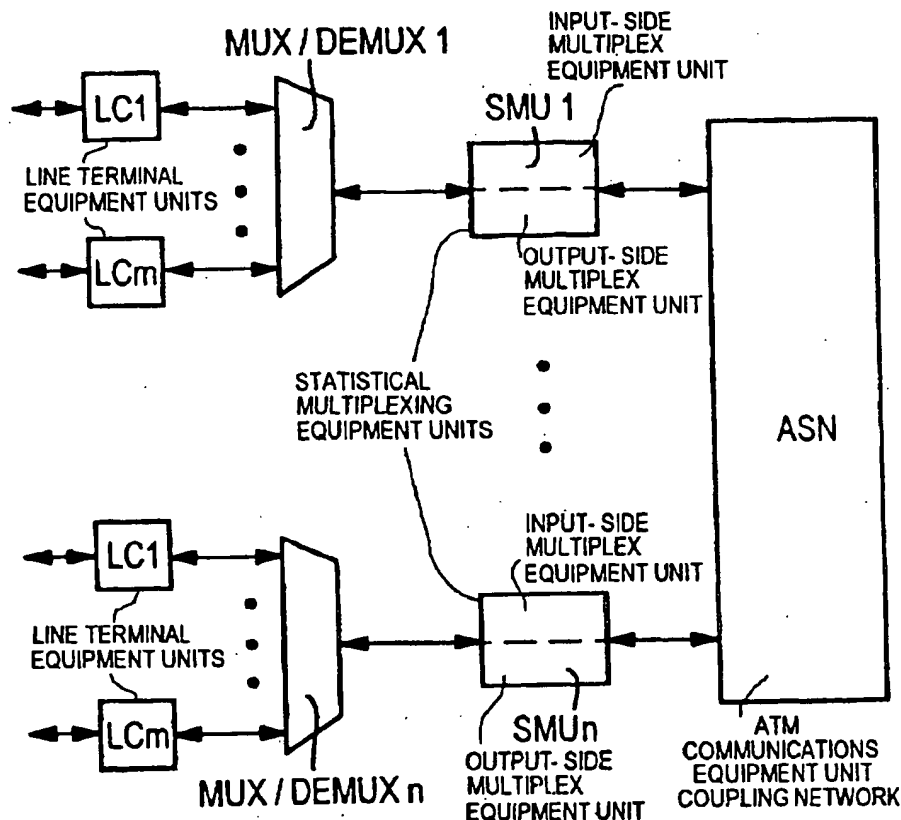 MUX / DEMUX 1
INPUT- SIDE
MULTIPLEX
EQUIPMENT UNIT
LC1
SMU 1
LINE TERMINAL
EQUIPMENT UNITS
LCm
OUTPUT- SIDE
MULTIPLEX
EQUIPMENT UNIT
STATISTICAL
MULTIPLEXING
EQUIPMENT UNITS
ASN
INPUT- SIDE
MULTIPLEX
EQUIPMENT UNIT
LC1
LINE TERMINAL
EQUIPMENT UNITS
LCm
SMUn
OUTPUT- SIDE
MULTIPLEX
EQUIPMENT UNIT
MUX / DEMUX n
ATM
COMMUNICATIONS
EQUIPMENT UNIT
COUPLING NETWORK